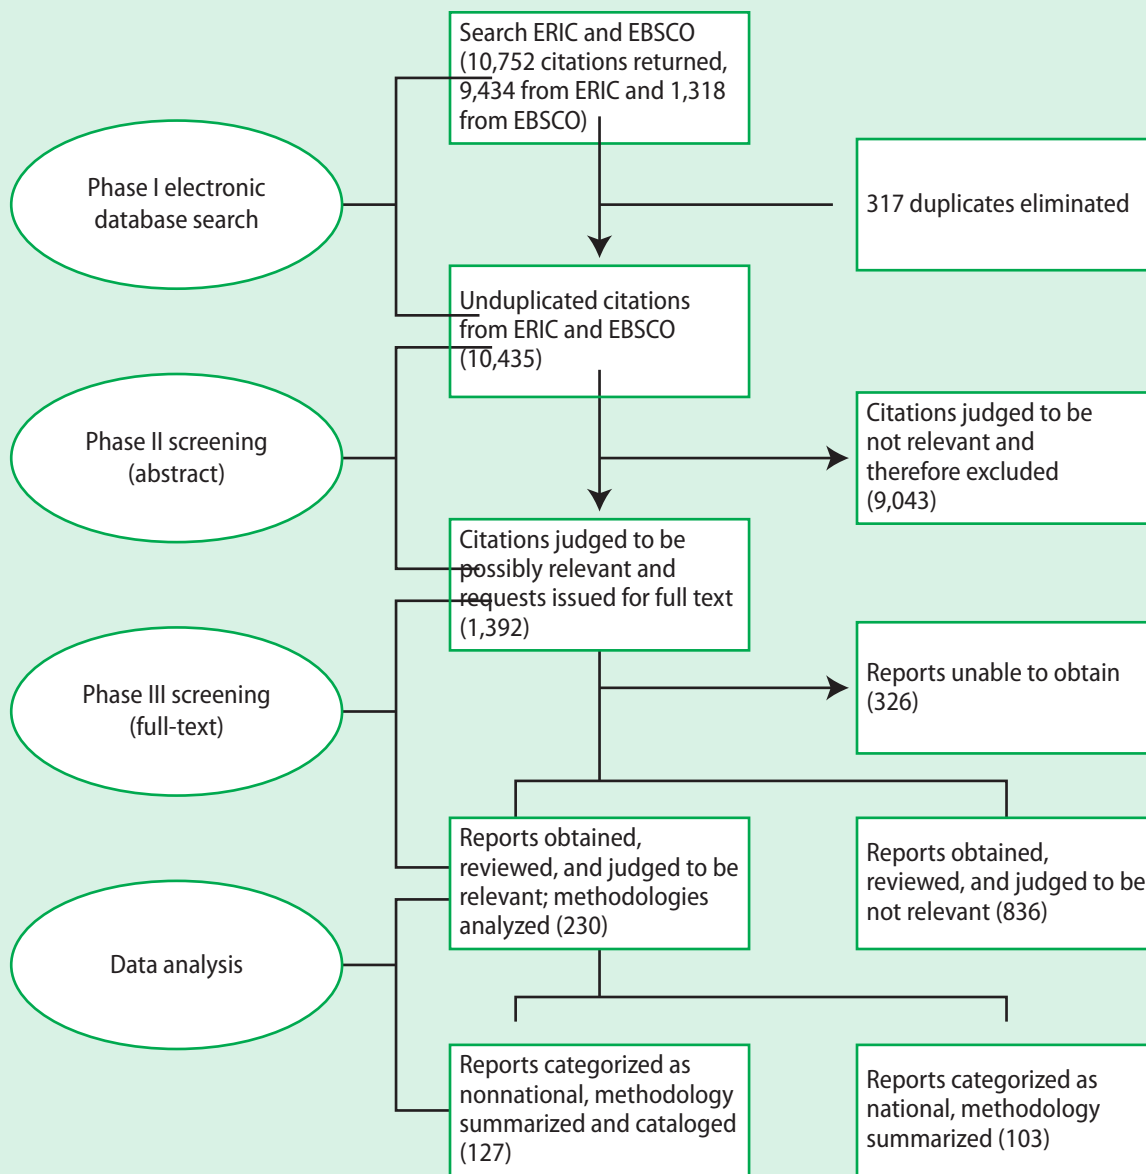 Search ERIC and EBSCO
(10,752 citations returned,
9,434 from ERIC and 1,318
from EBSCO)
Phase I electronic
database search
317 duplicates eliminated
Unduplicated citations
from ERIC and EBSCO
(10,435)
Phase II screening
(abstract)
Citations judged to be
not relevant and
therefore excluded
(9,043)
Citations judged to be
possibly relevant and
requests issued for full text
(1,392)
Phase III screening
(full-text)
Reports unable to obtain
(326)
Reports obtained,
reviewed, and judged to be
relevant; methodologies
analyzed (230)
Reports obtained,
reviewed, and judged to be
not relevant (836)
Data analysis
Reports categorized as
nonnational, methodology
summarized and cataloged
(127)
Reports categorized as
national, methodology
summarized (103)